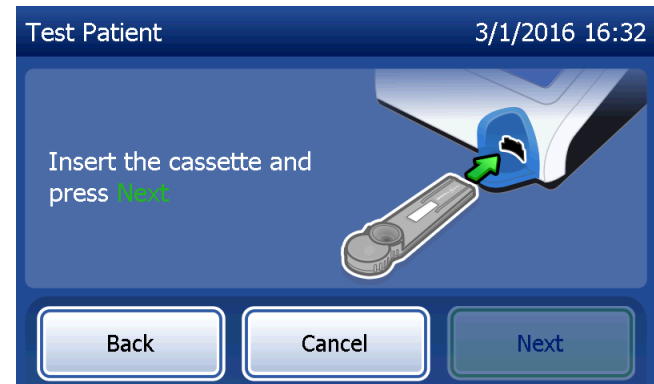 Test Patient 3/1/2016 16:32
Insert the cassette and
press Next
Back Cancel Next